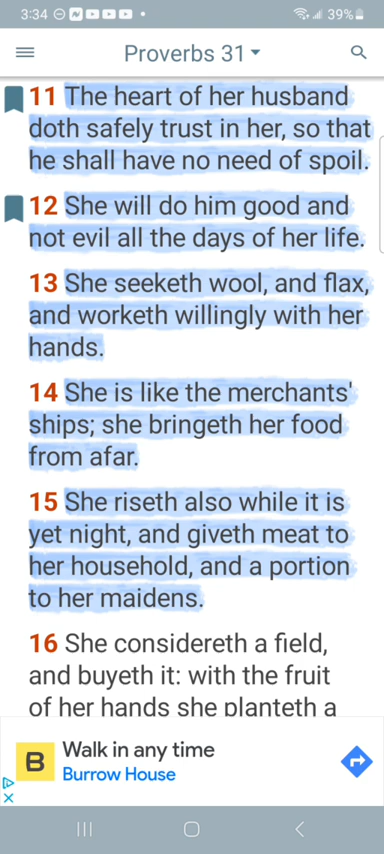 3:34 39%
Proverbs 31
11 The heart of her husband
doth safely trust in her, so that
he shall have no need of spoil.
12 She will do him good and
not evil all the days of her life.
13 She seeketh wool, and flax,
and worketh willingly with her
hands.
14 She is like the merchants'
ships; she bringeth her food
from afar.
15 She riseth also while it is
yet night, and giveth meat to
her household, and a portion
to her maidens.
16 She considereth a field,
and buyeth it: with the fruit
of her hands she planteth a
B
Walk in any time
Burrow House